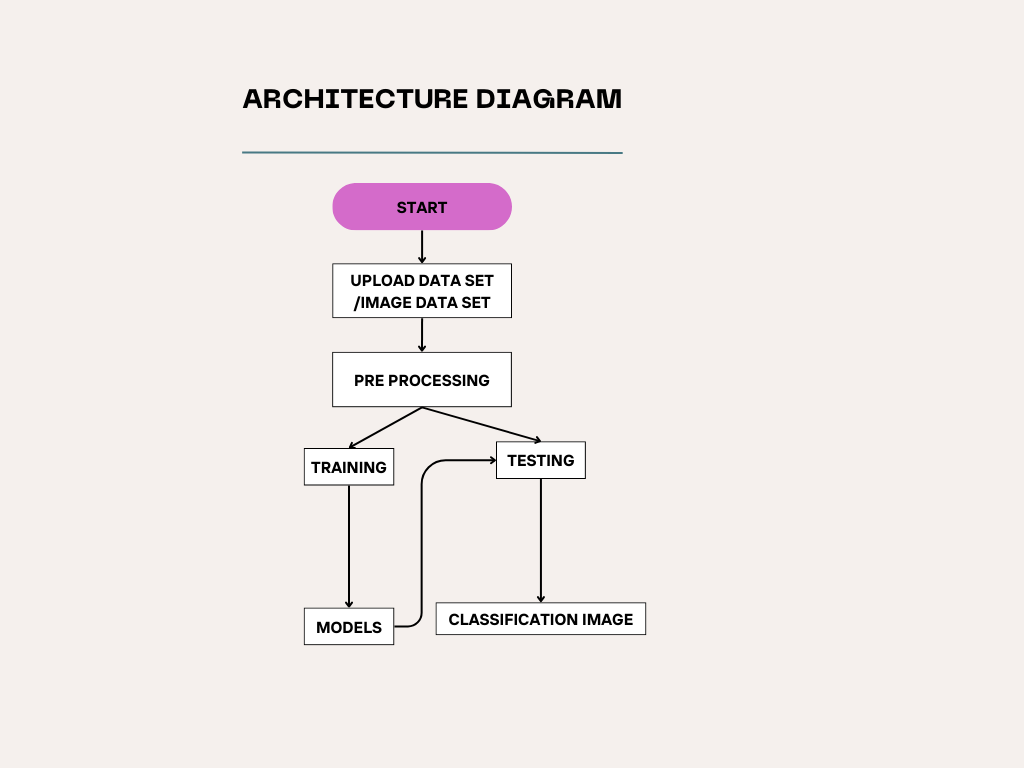 ARCHITECTURE DIAGRAM
START
UPLOAD DATA SET
/IMAGE DATA SET
PRE PROCESSING
TRAINING
TESTING
MODELS
CLASSIFICATION IMAGE